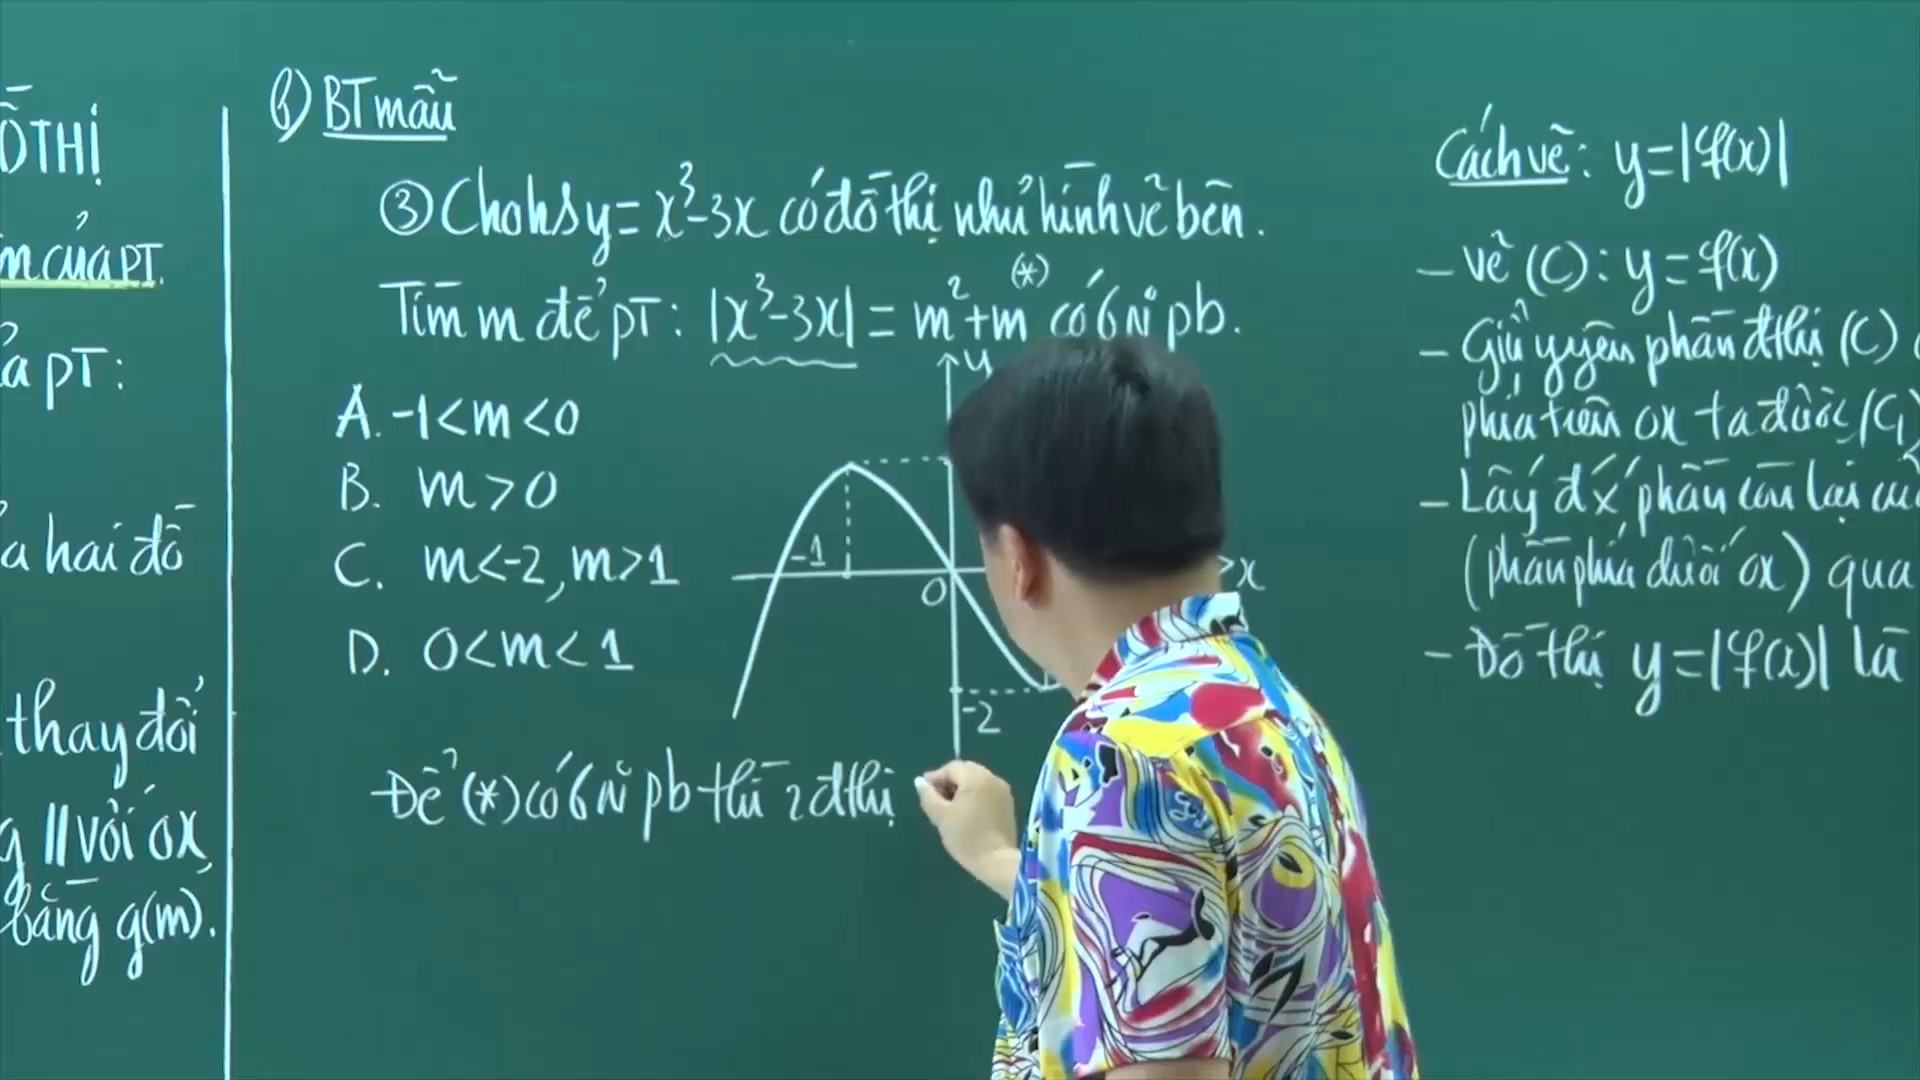 ỒTHỊ
m của PT.
a PT:
a hai đồ
thay đổi
g // với ox,
bằng g(m).
b) BT mẫu
③ Cho hs y = x³-3x có đồ thị như hình vẽ bên.
Tìm m để PT: |x³-3x| = m²+m (*) có 6 N° pb.
A. -1<m<0
B. m>0
C. m<-2, m>1
D. 0<m<1
y
-1
0
x
-2
Để (*) có 6 N° pb thì 2 đthị
Cách vẽ: y=|f(x)|
- Vẽ (C): y = f(x)
- Giữ nguyên phần đthị (C)
phía trên ox ta được (C₁)
- Lấy đx phần còn lại củ
(phần phía dưới ox) qua
- Đồ thị y=|f(x)| là